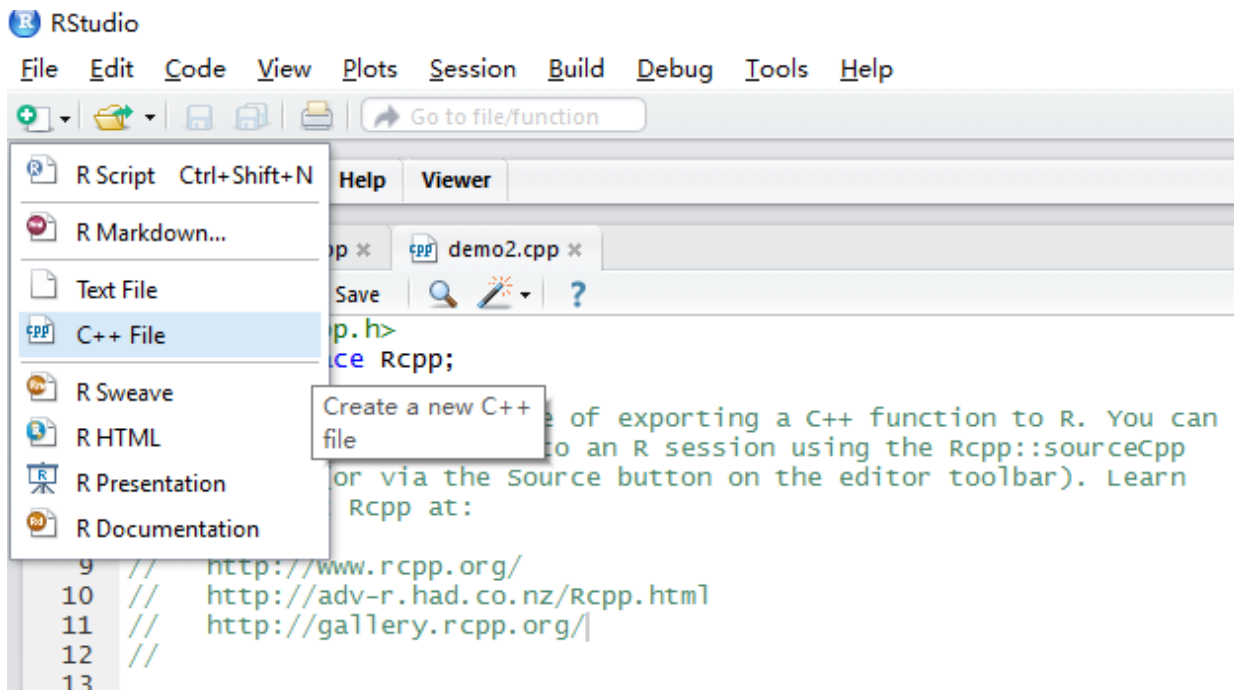 RStudio
File Edit Code View Plots Session Build Debug Tools Help
Go to file/function
R Script Ctrl+Shift+N
Help Viewer
R Markdown...
pp demo2.cpp
Text File
Save
C++ File
p.h>
ce Rcpp;
R Sweave
Create a new C++
file
e of exporting a C++ function to R. You can
R HTML
to an R session using the Rcpp::sourceCpp
R Presentation
or via the Source button on the editor toolbar). Learn
Rcpp at:
R Documentation
9 // http://www.rcpp.org/
10 // http://adv-r.had.co.nz/Rcpp.html
11 // http://gallery.rcpp.org/
12 //
13